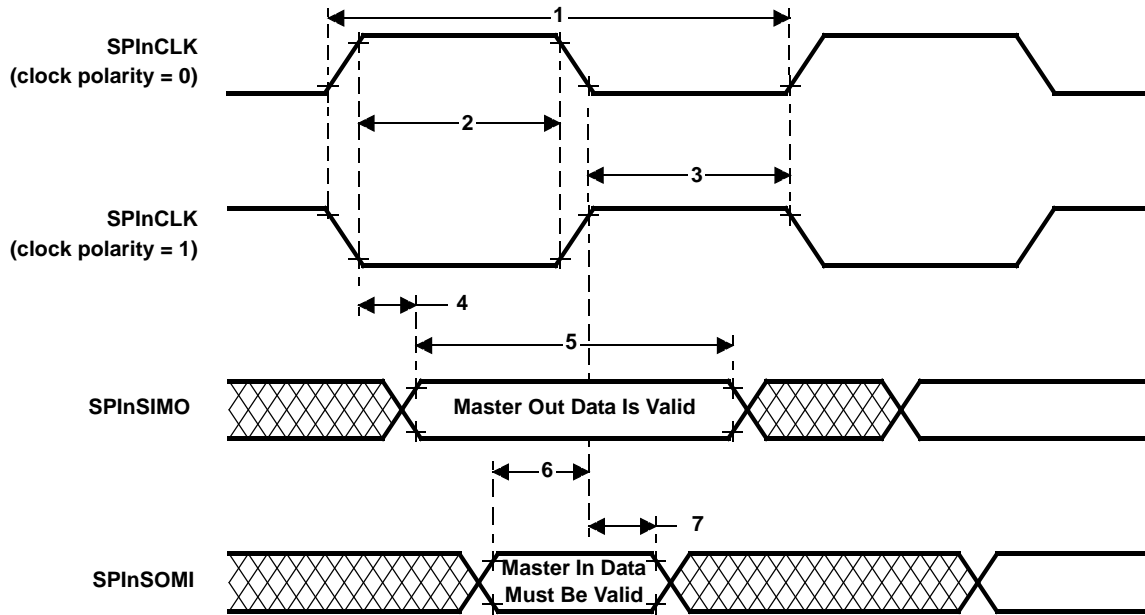 1
SPInCLK
(clock polarity = 0)
2
3
SPInCLK
(clock polarity = 1)
4
5
SPInSIMO
Master Out Data Is Valid
6
7
SPInSOMI
Master In Data
Must Be Valid